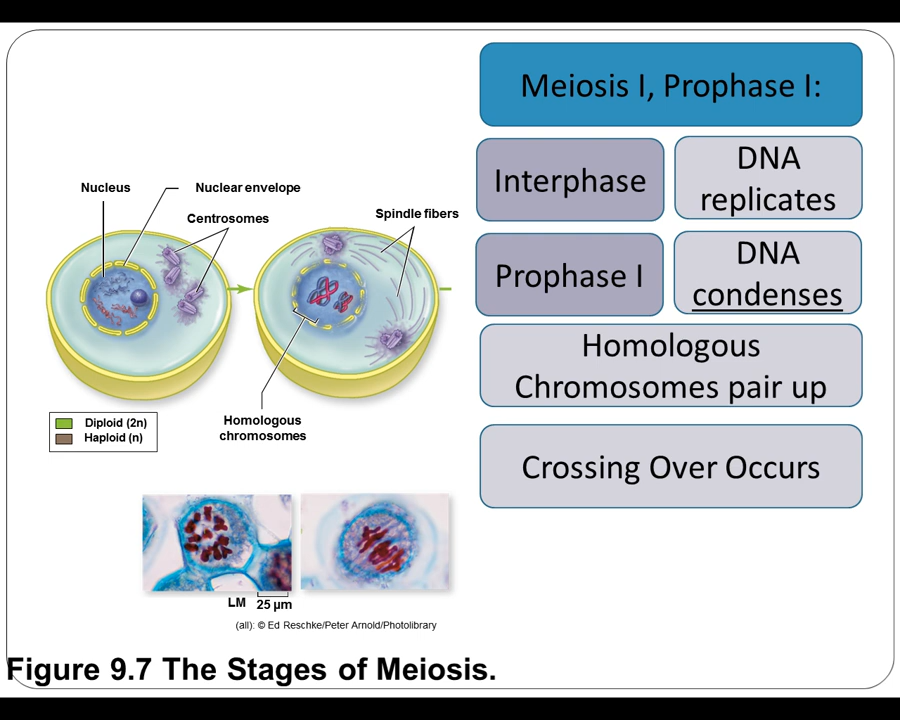 Meiosis I, Prophase I:
Interphase
DNA
replicates
Prophase I
DNA
condenses
Homologous
Chromosomes pair up
Crossing Over Occurs
Nucleus
Nuclear envelope
Centrosomes
Spindle fibers
Homologous
chromosomes
Diploid (2n)
Haploid (n)
LM
25 µm
(all): © Ed Reschke/Peter Arnold/Photolibrary
Figure 9.7 The Stages of Meiosis.